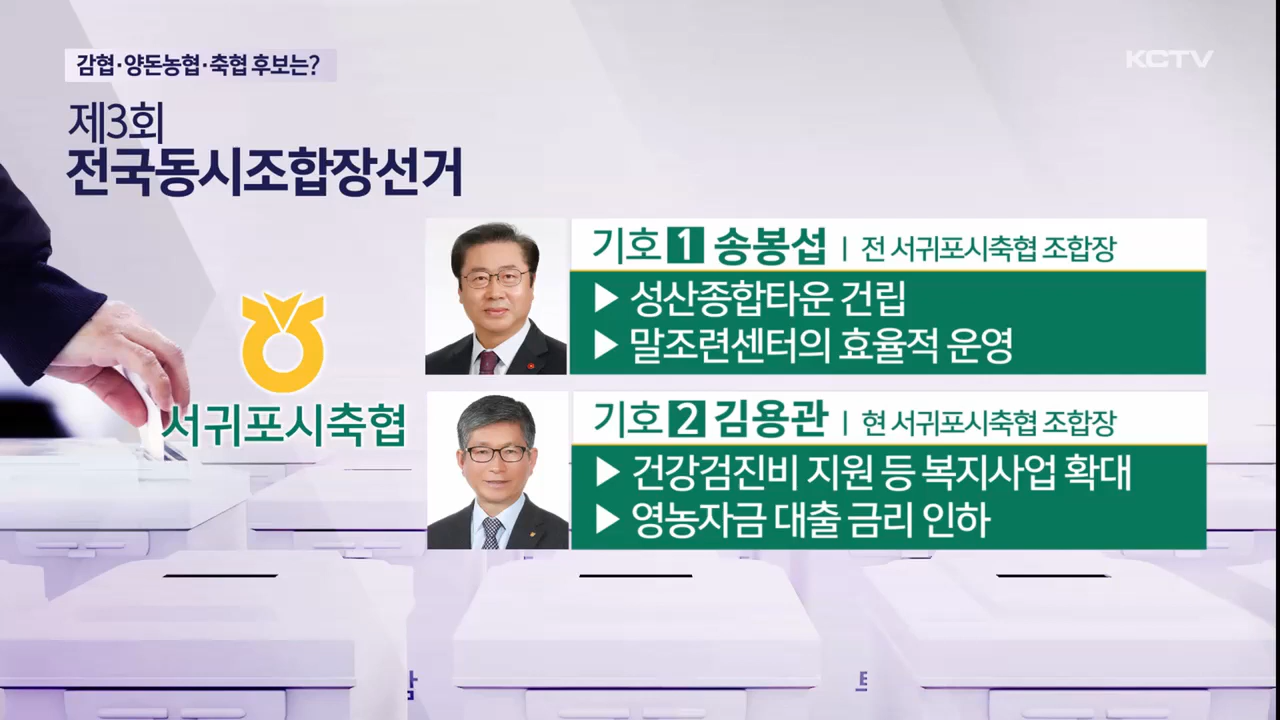 감협·양돈농협·축협 후보는?
KCTV
제3회
전국동시조합장선거
서귀포시축협
기호 1 송봉섭 | 전 서귀포시축협 조합장
▶ 성산종합타운 건립
▶ 말조련센터의 효율적 운영
기호 2 김용관 | 현 서귀포시축협 조합장
▶ 건강검진비 지원 등 복지사업 확대
▶ 영농자금 대출 금리 인하